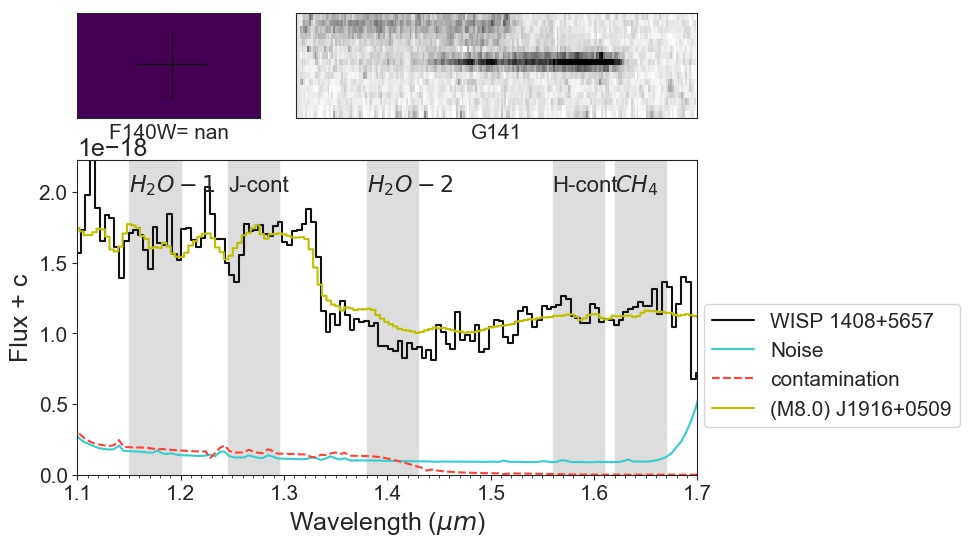 F140W= nan
G141
1e−18
H₂O − 1
J-cont
H₂O − 2
H-cont
CH₄
2.0
1.5
1.0
0.5
0.0
Flux + c
1.1 1.2 1.3 1.4 1.5 1.6 1.7
Wavelength (μm)
WISP 1408+5657
Noise
contamination
(M8.0) J1916+0509